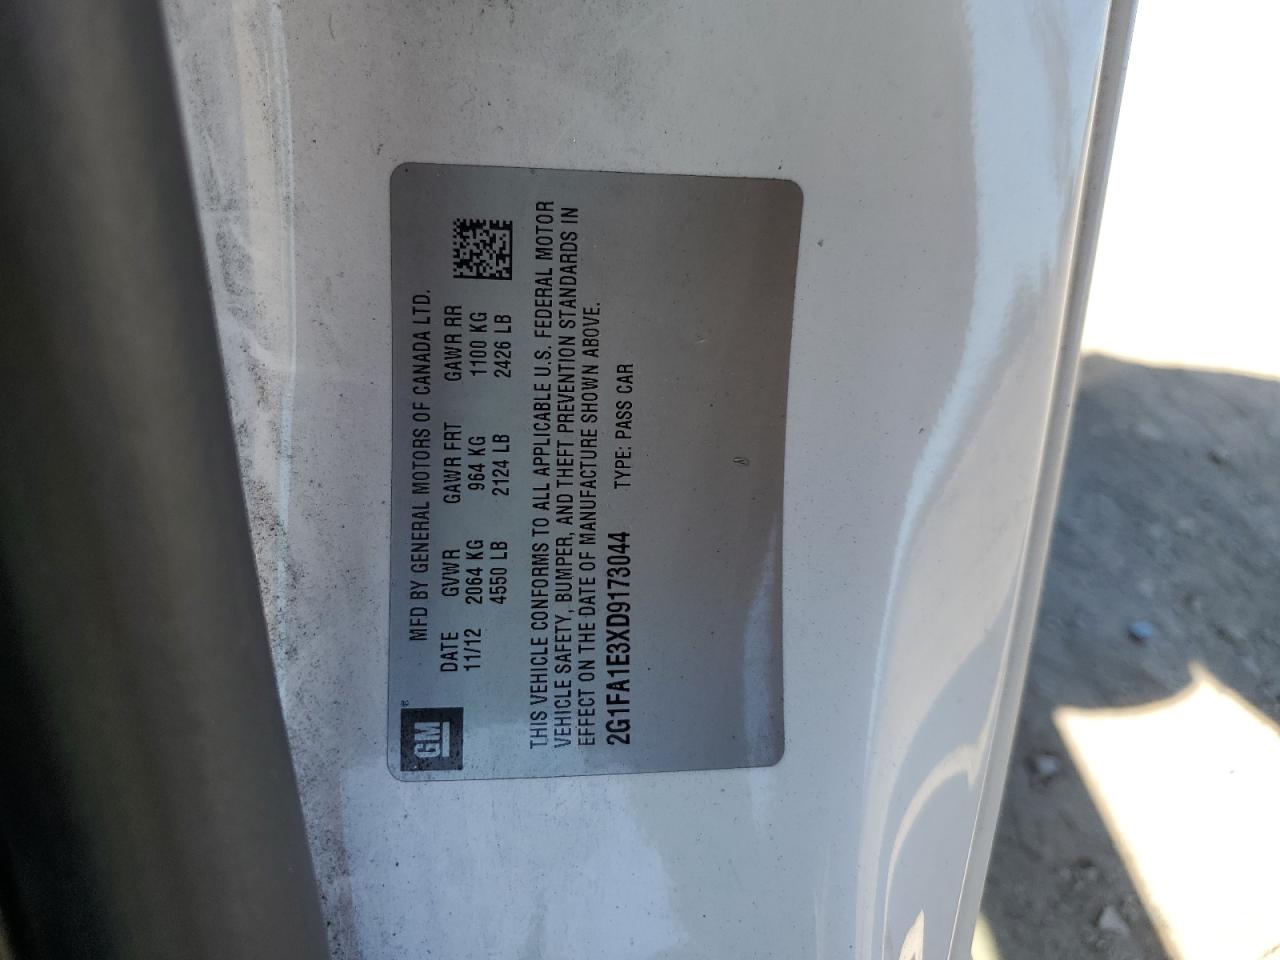 GM
MFD BY GENERAL MOTORS OF CANADA LTD.
DATE GVWR GAWR FRT GAWR RR
11/12 2064 KG 964 KG 1100 KG
4550 LB 2124 LB 2426 LB
THIS VEHICLE CONFORMS TO ALL APPLICABLE U.S. FEDERAL MOTOR
VEHICLE SAFETY, BUMPER, AND THEFT PREVENTION STANDARDS IN
EFFECT ON THE DATE OF MANUFACTURE SHOWN ABOVE.
2G1FA1E3XD9173044 TYPE: PASS CAR